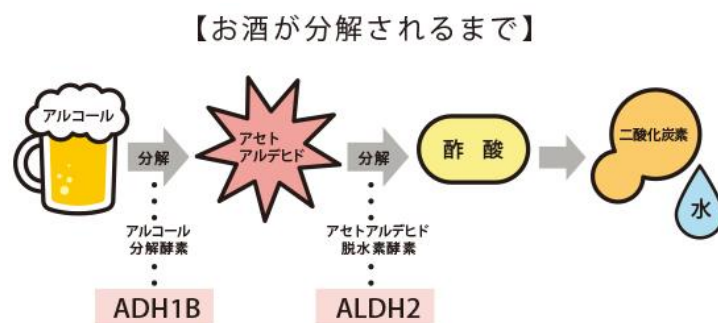 【お酒が分解されるまで】
アルコール
分解
アセト
アルデヒド
分解
酢酸
二酸化炭素
水
アルコール
分解酵素
アセトアルデヒド
脱水素酵素
ADH1B
ALDH2